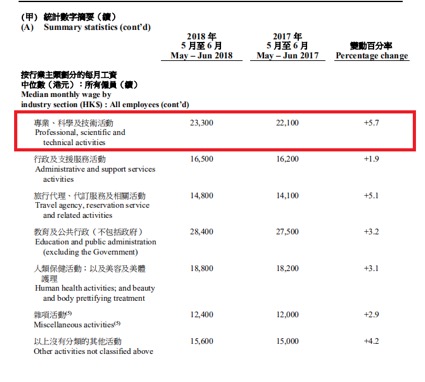 (甲) 統計數字摘要（續）
(A) Summary statistics (cont'd)
2018 年
5 月至 6 月
May – Jun 2018
2017 年
5 月至 6 月
May – Jun 2017
變動百分率
Percentage change
按行業主類劃分的每月工資
中位數（港元）：所有僱員（續）
Median monthly wage by
industry section (HK$) : All employees (cont'd)
專業、科學及技術活動 23,300 22,100 +5.7
Professional, scientific and
technical activities
行政及支援服務活動 16,500 16,200 +1.9
Administrative and support services
activities
旅行代理、代訂服務及相關活動 14,800 14,100 +5.1
Travel agency, reservation service
and related activities
教育及公共行政（不包括政府） 28,400 27,500 +3.2
Education and public administration
(excluding the Government)
人類保健活動；以及美容及美體 18,800 18,200 +3.1
護理
Human health activities; and beauty
and body prettifying treatment
雜項活動(5) 12,400 12,000 +2.9
Miscellaneous activities(5)
以上沒有分類的其他活動 15,600 15,000 +4.2
Other activities not classified above